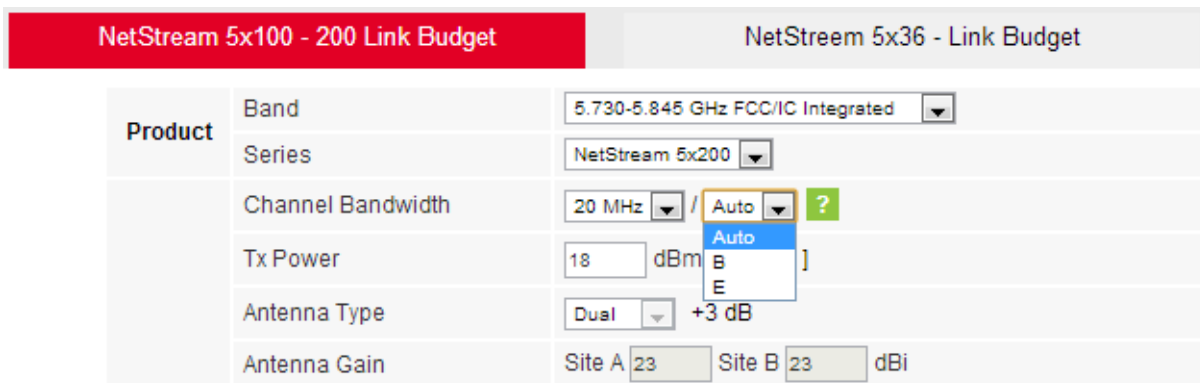 NetStream 5x100 - 200 Link Budget NetStreem 5x36 - Link Budget
Product
Band 5.730-5.845 GHz FCC/IC Integrated
Series NetStream 5x200
Channel Bandwidth 20 MHz / Auto ?
Auto
Tx Power 18 dBm B ]
E
Antenna Type Dual +3 dB
Antenna Gain Site A 23 Site B 23 dBi